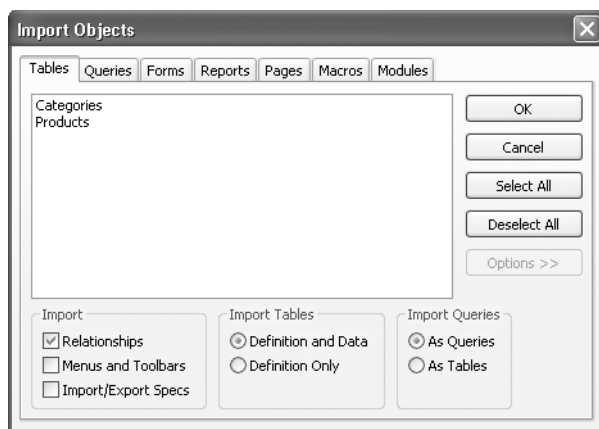 Import Objects
Tables Queries Forms Reports Pages Macros Modules
Categories
Products
OK
Cancel
Select All
Deselect All
Options >>
Import
Relationships
Menus and Toolbars
Import/Export Specs
Import Tables
Definition and Data
Definition Only
Import Queries
As Queries
As Tables